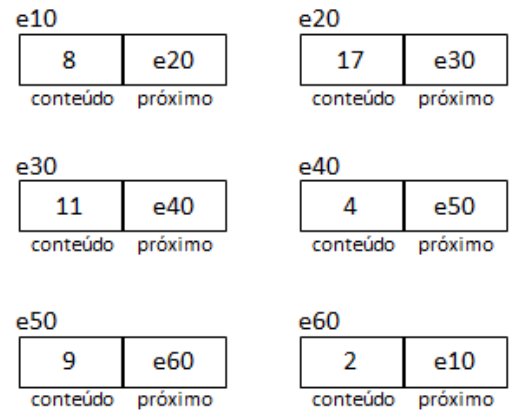 e10 e20
8 e20 17 e30
conteúdo próximo conteúdo próximo
e30 e40
11 e40 4 e50
conteúdo próximo conteúdo próximo
e50 e60
9 e60 2 e10
conteúdo próximo conteúdo próximo